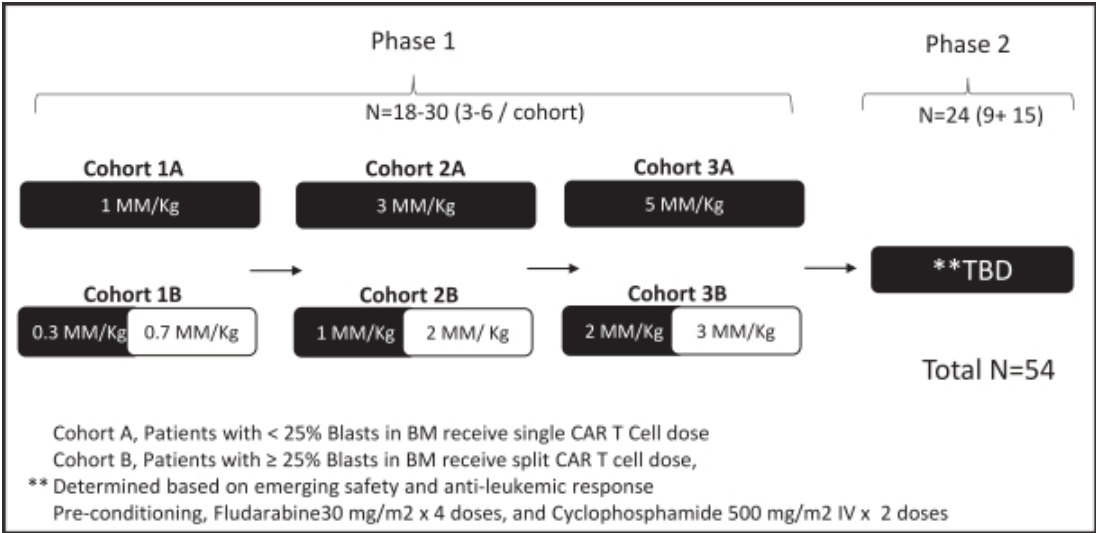 Phase 1
Phase 2
N=18-30 (3-6 / cohort)
N=24 (9+ 15)
Cohort 1A
Cohort 2A
Cohort 3A
1 MM/Kg
3 MM/Kg
5 MM/Kg
**TBD
Cohort 1B
Cohort 2B
Cohort 3B
0.3 MM/Kg
0.7 MM/Kg
1 MM/Kg
2 MM/ Kg
2 MM/Kg
3 MM/Kg
Total N=54
Cohort A, Patients with < 25% Blasts in BM receive single CAR T Cell dose
Cohort B, Patients with ≥ 25% Blasts in BM receive split CAR T cell dose,
** Determined based on emerging safety and anti-leukemic response
Pre-conditioning, Fludarabine30 mg/m2 x 4 doses, and Cyclophosphamide 500 mg/m2 IV x 2 doses